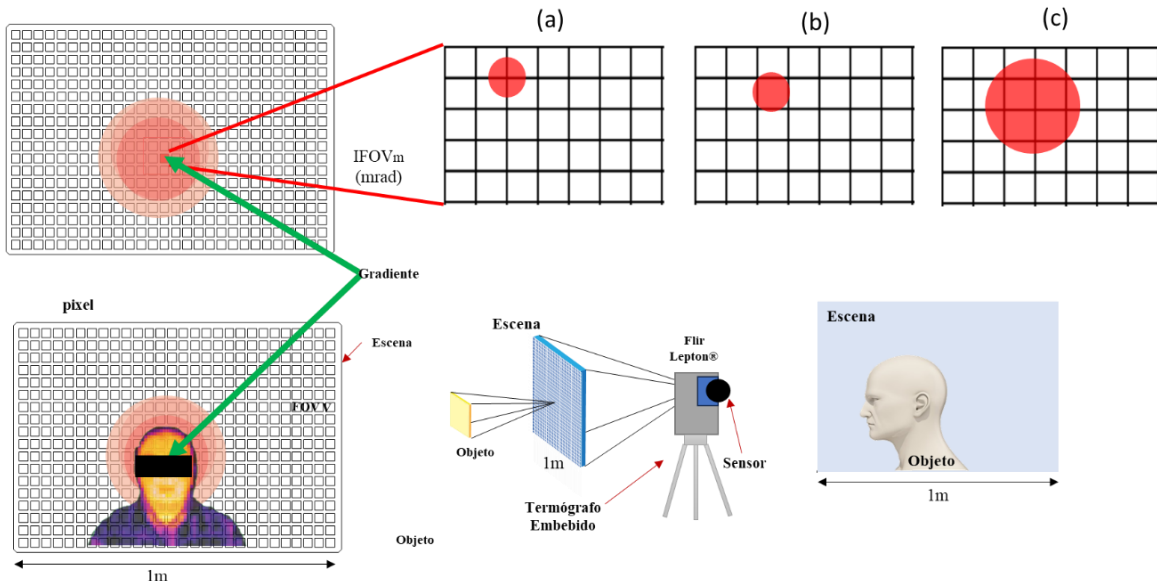 (a)
(b)
(c)
IFOVm
(mrad)
Gradiente
pixel
Escena
FOV V
1m
Objeto
Escena
Flir
Lepton®
Objeto
1m
Sensor
Termógrafo
Embebido
Escena
Objeto
1m